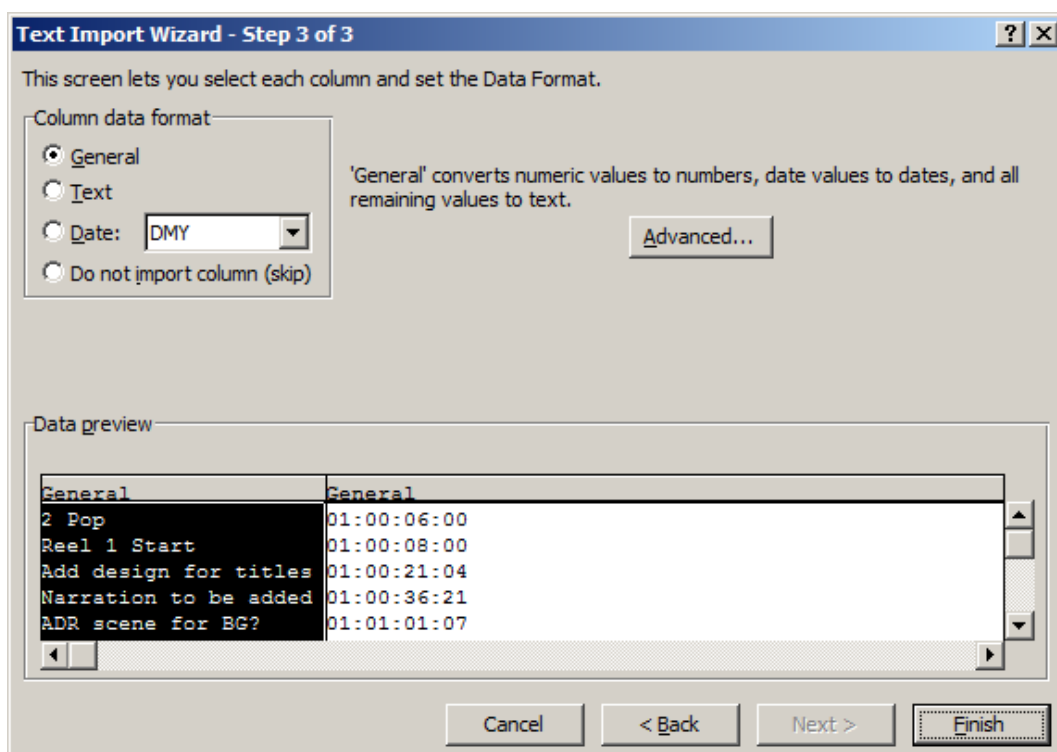 Text Import Wizard - Step 3 of 3
This screen lets you select each column and set the Data Format.
Column data format
General
Text
Date: DMY
Do not import column (skip)
'General' converts numeric values to numbers, date values to dates, and all
remaining values to text.
Advanced...
Data preview
General General
2 Pop 01:00:06:00
Reel 1 Start 01:00:08:00
Add design for titles 01:00:21:04
Narration to be added 01:00:36:21
ADR scene for BG? 01:01:01:07
Cancel < Back Next > Finish